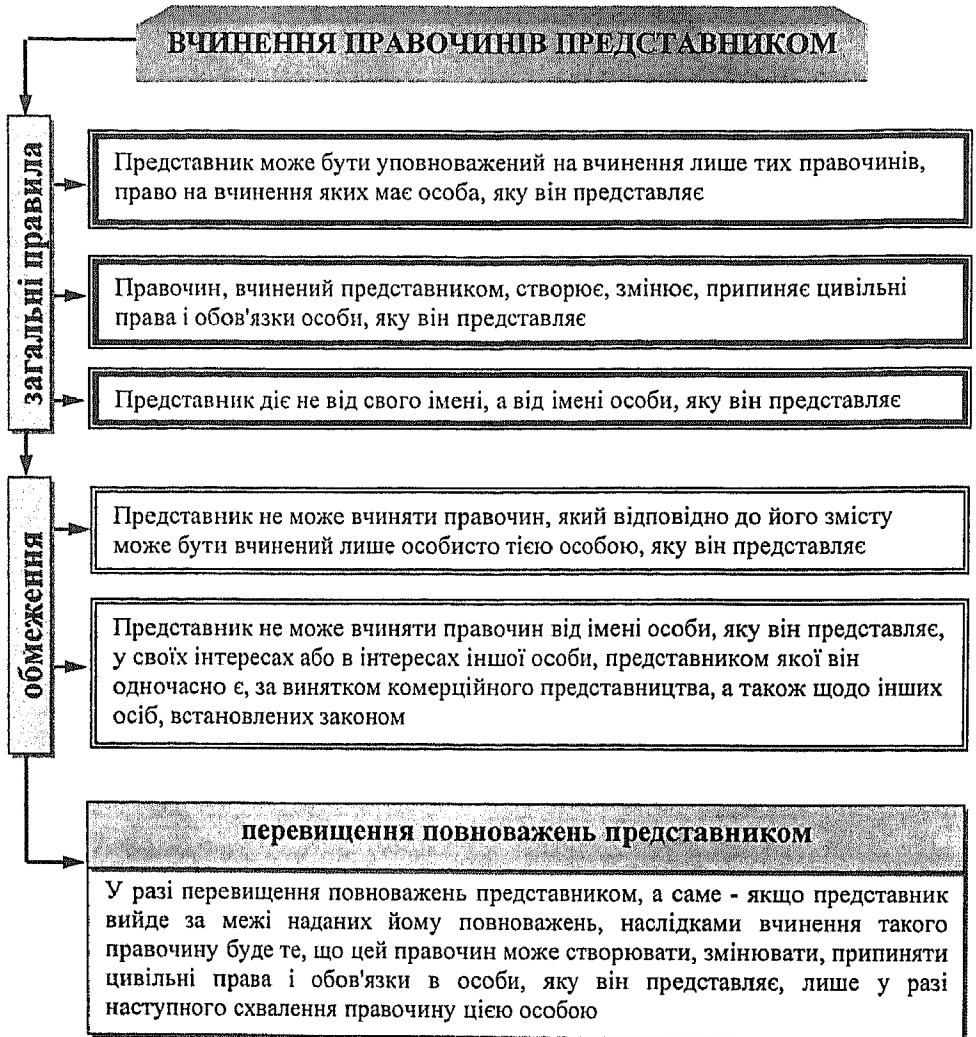 ВЧИНЕННЯ ПРАВОЧИНІВ ПРЕДСТАВНИКОМ
загальні правила
Представник може бути уповноважений на вчинення лише тих правочинів,
право на вчинення яких має особа, яку він представляє
Правочин, вчинений представником, створює, змінює, припиняє цивільні
права і обов'язки особи, яку він представляє
Представник діє не від свого імені, а від імені особи, яку він представляє
обмеження
Представник не може вчиняти правочин, який відповідно до його змісту
може бути вчинений лише особисто тією особою, яку він представляє
Представник не може вчиняти правочин від імені особи, яку він представляє,
у своїх інтересах або в інтересах іншої особи, представником якої він
одночасно є, за винятком комерційного представництва, а також щодо інших
осіб, встановлених законом
перевищення повноважень представником
У разі перевищення повноважень представником, а саме - якщо представник
вийде за межі наданих йому повноважень, наслідками вчинення такого
правочину буде те, що цей правочин може створювати, змінювати, припиняти
цивільні права і обов'язки в особи, яку він представляє, лише у разі
наступного схвалення правочину цією особою